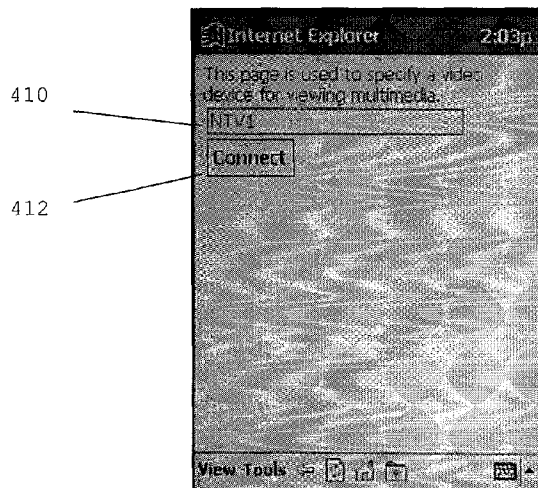 Internet Explorer 2:03p
This page is used to specify a video
device for viewing multimedia.
410
NTV1
Connect
412
View Tools